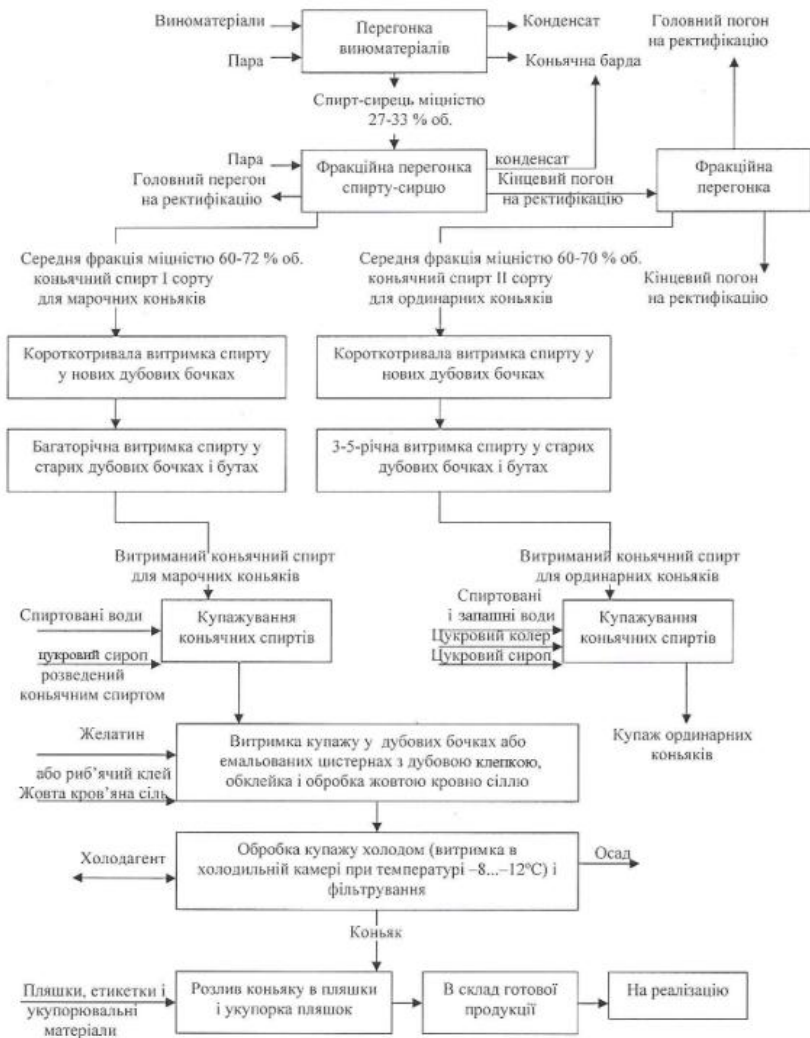 Виноматеріали
Перегонка
виноматеріалів
Конденсат
Головний погон
на ректифікацію
Пара
Коньячна барда
Спирт-сирець міцністю
27-33 % об.
Пара
Головний перегон
на ректифікацію
Фракційна перегонка
спирту-сирцю
конденсат
Кінцевий погон
на ректифікацію
Фракційна
перегонка
Середня фракція міцністю 60-72 % об.
коньячний спирт I сорту
для марочних коньяків
Середня фракція міцністю 60-70 % об.
коньячний спирт II сорту
для ординарних коньяків
Кінцевий погон
на ректифікацію
Короткотривала витримка спирту
у нових дубових бочках
Короткотривала витримка спирту у
нових дубових бочках
Багаторічна витримка спирту у
старих дубових бочках і бутах
3-5-річна витримка спирту у старих
дубових бочках і бутах
Витриманий коньячний спирт
для марочних коньяків
Витриманий коньячний спирт
для ординарних коньяків
Спиртовані води
цукровий сироп
розведений
коньячним спиртом
Купажування
коньячних спиртів
Спиртовані
і запашні води
Цукровий колер
Цукровий сироп
Купажування
коньячних спиртів
Купаж ординарних
коньяків
Желатин
або риб’ячий клей
Жовта кров’яна сіль
Витримка купажу у дубових бочках або
емальованих цистернах з дубовою клепкою,
обклейка і обробка жовтою кровно сіллю
Холодагент
Обробка купажу холодом (витримка в
холодильній камері при температурі –8...–12ºС) і
фільтрування
Осад
Коньяк
Пляшки, етикетки і
укупорювальні
матеріали
Розлив коньяку в пляшки
і укупорка пляшок
В склад готової
продукції
На реалізацію